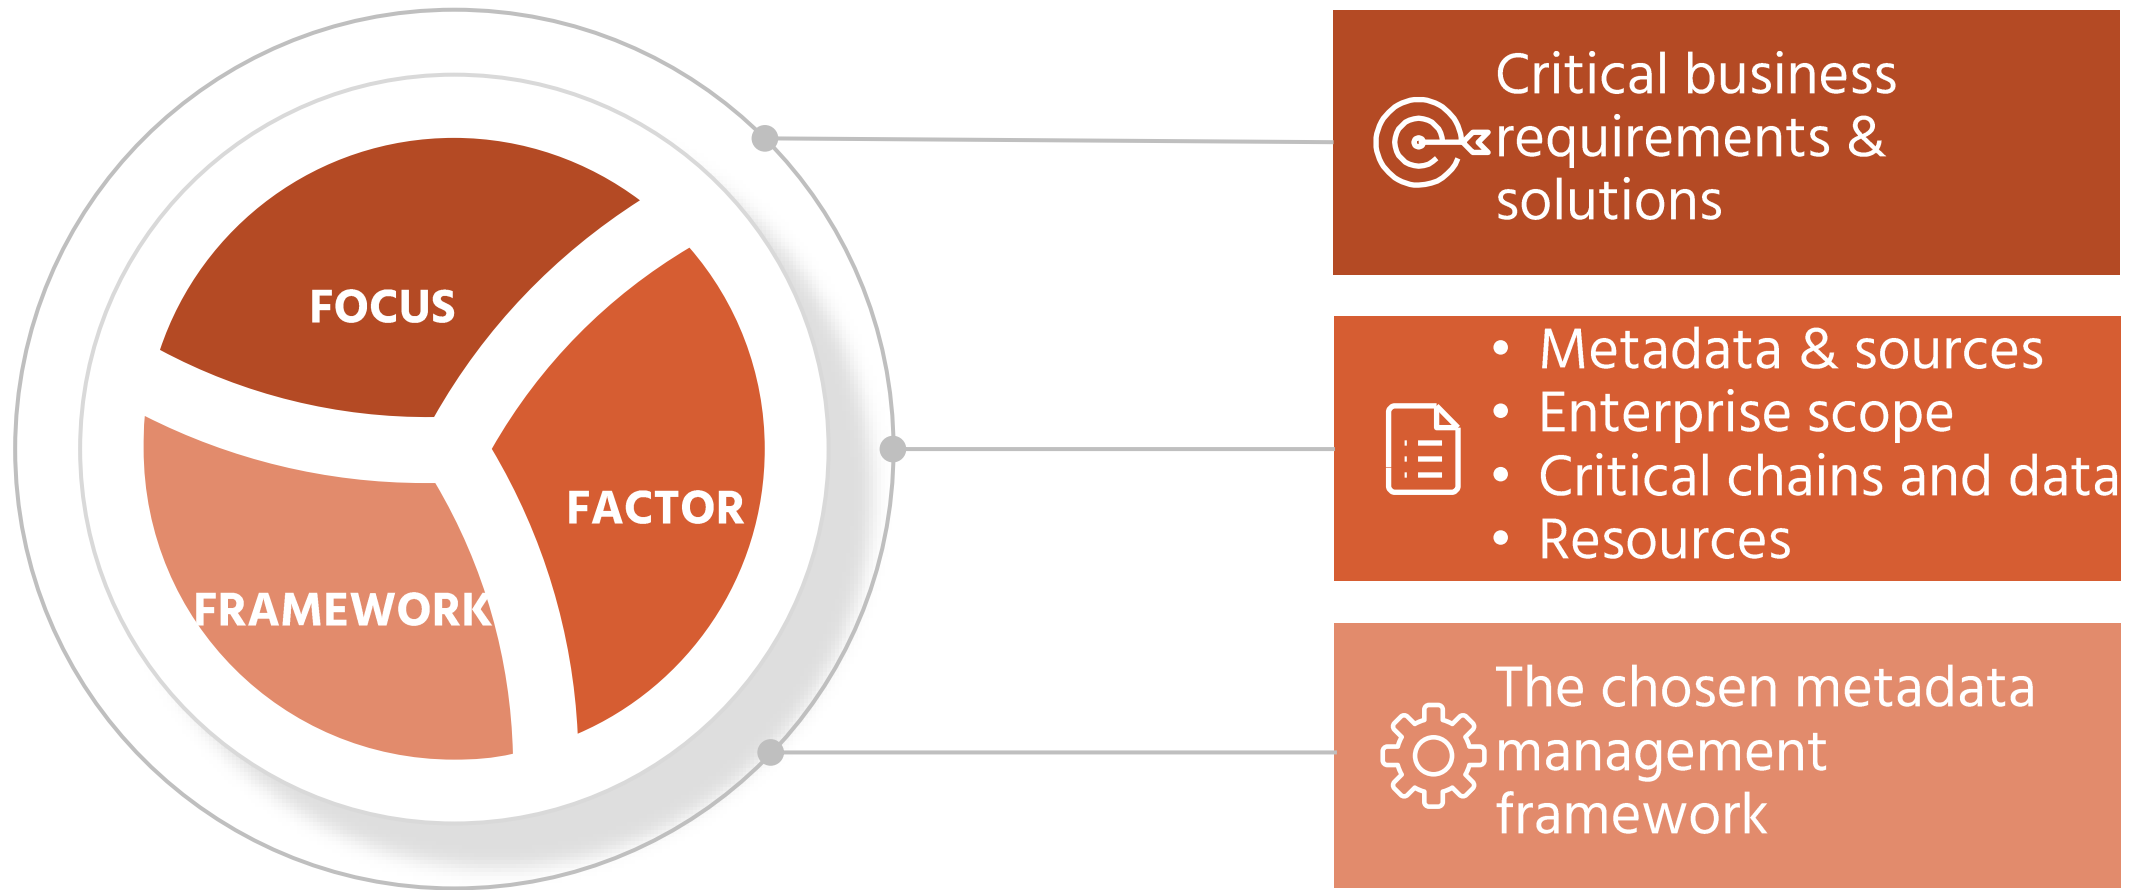 FOCUS
FACTOR
FRAMEWORK
Critical business
requirements &
solutions
• Metadata & sources
• Enterprise scope
• Critical chains and data
• Resources
The chosen metadata
management
framework